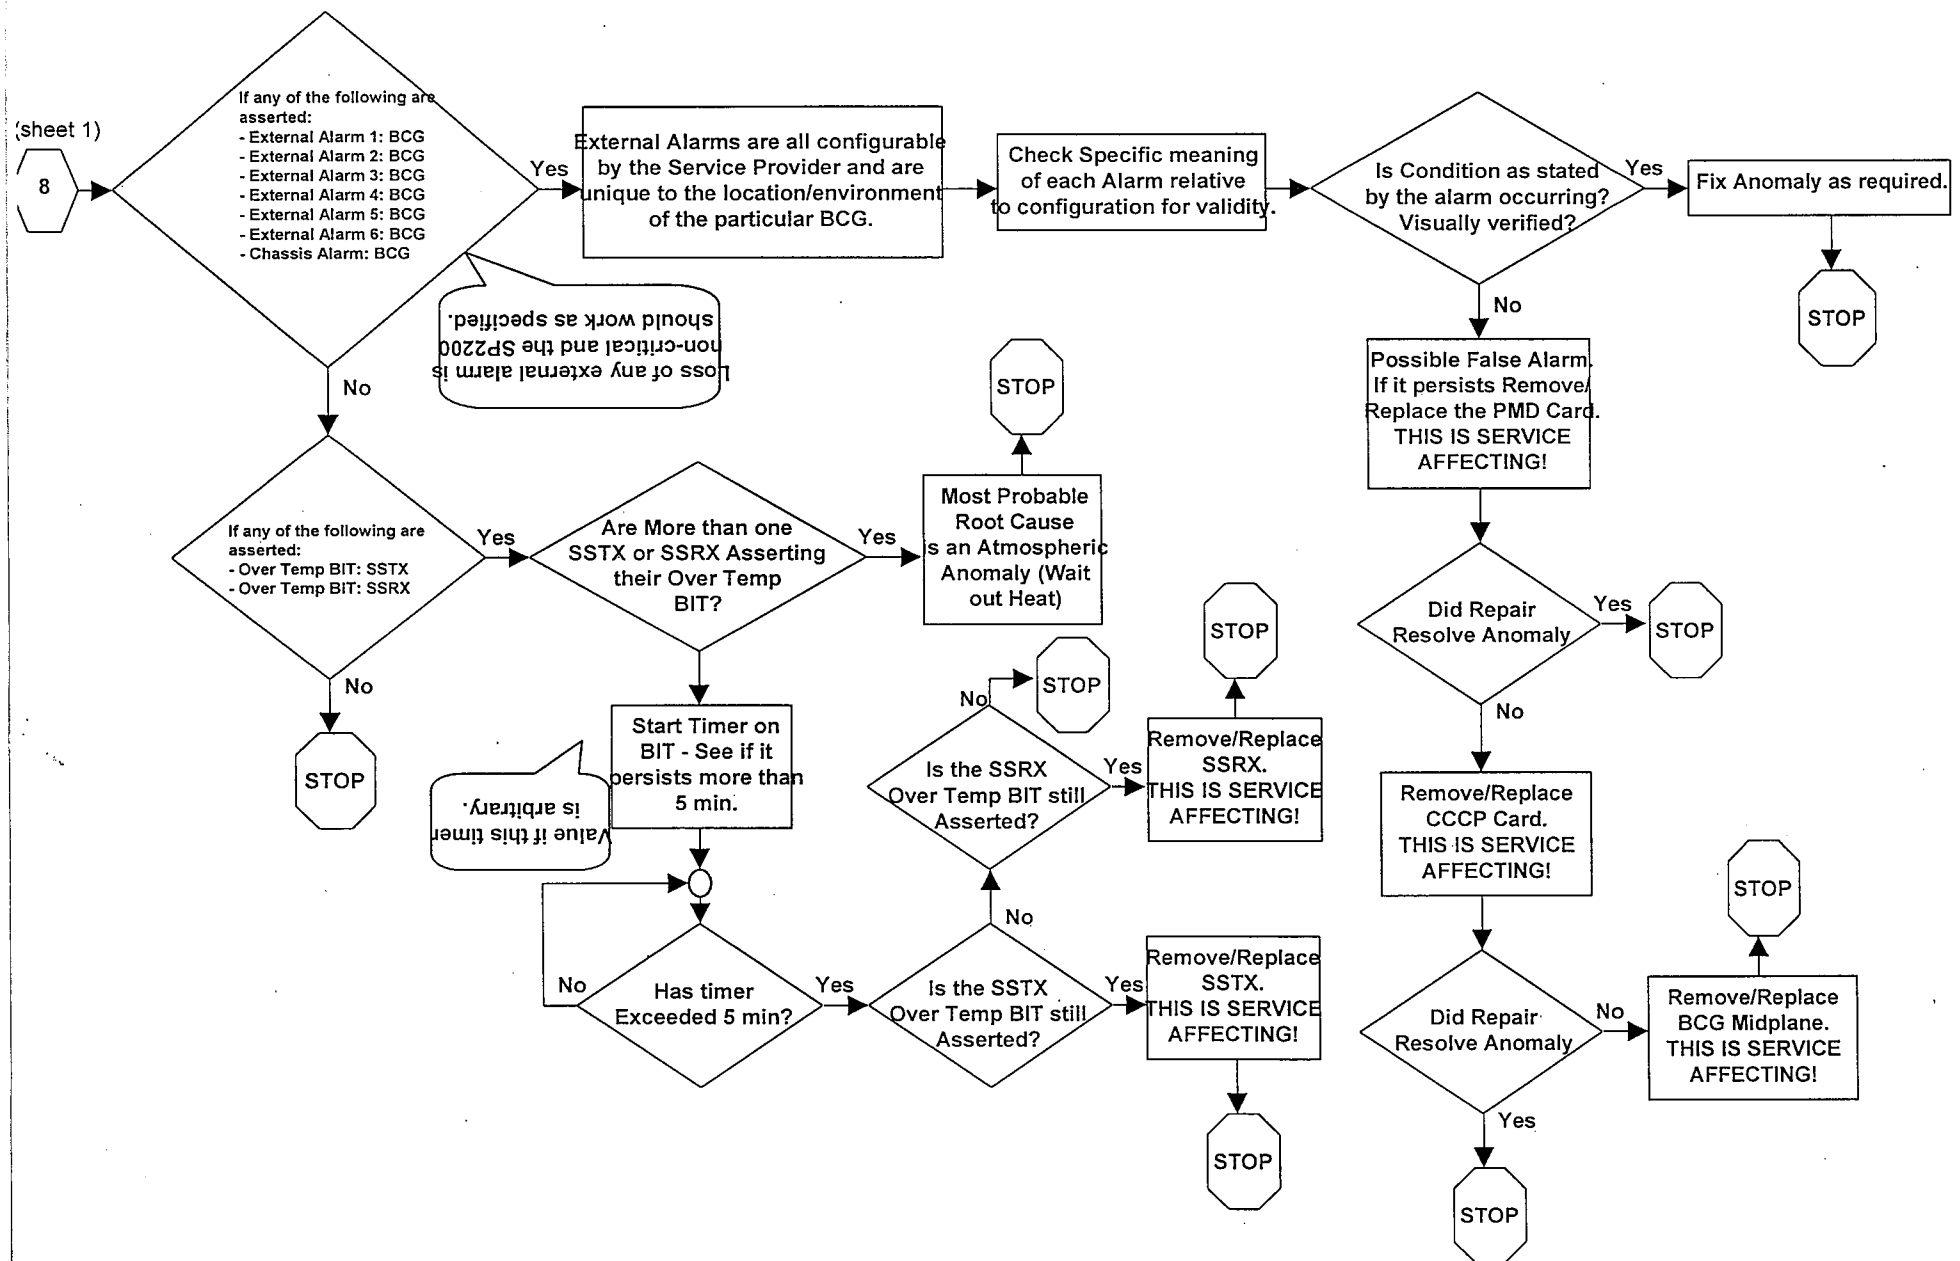 (sheet 1)
8
If any of the following are
asserted:
- External Alarm 1: BCG
- External Alarm 2: BCG
- External Alarm 3: BCG
- External Alarm 4: BCG
- External Alarm 5: BCG
- External Alarm 6: BCG
- Chassis Alarm: BCG
Yes
External Alarms are all configurable
by the Service Provider and are
unique to the location/environment
of the particular BCG.
Check Specific meaning
of each Alarm relative
to configuration for validity.
Is Condition as stated
by the alarm occurring?
Visually verified?
Yes
Fix Anomaly as required.
STOP
No
Loss of any external alarm is
non-critical and the SP2200
should work as specified.
No
Possible False Alarm.
If it persists Remove/
Replace the PMD Card.
THIS IS SERVICE
AFFECTING!
If any of the following are
asserted:
- Over Temp BIT: SSTX
- Over Temp BIT: SSRX
Yes
Are More than one
SSTX or SSRX Asserting
their Over Temp
BIT?
Yes
Most Probable
Root Cause
is an Atmospheric
Anomaly (Wait
out Heat)
STOP
No
STOP
Start Timer on
BIT - See if it
persists more than
5 min.
Value if this timer
is arbitrary.
Has timer
Exceeded 5 min?
No
Yes
Is the SSTX
Over Temp BIT still
Asserted?
Yes
Remove/Replace
SSTX.
THIS IS SERVICE
AFFECTING!
STOP
No
Is the SSRX
Over Temp BIT still
Asserted?
No
STOP
Yes
Remove/Replace
SSRX.
THIS IS SERVICE
AFFECTING!
STOP
Did Repair
Resolve Anomaly
Yes
STOP
No
Remove/Replace
CCCP Card.
THIS IS SERVICE
AFFECTING!
Did Repair
Resolve Anomaly
No
Remove/Replace
BCG Midplane.
THIS IS SERVICE
AFFECTING!
STOP
Yes
STOP